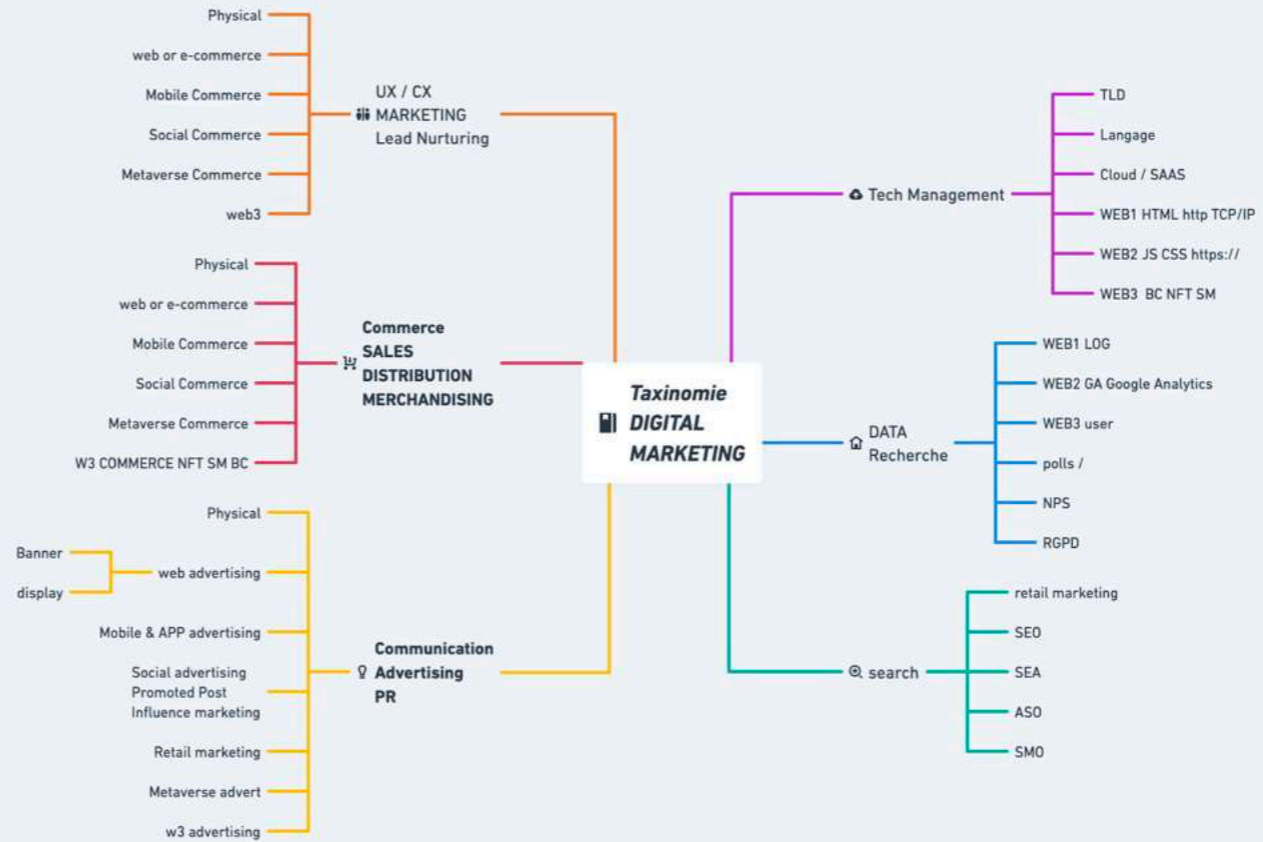 Taxinomie
DIGITAL
MARKETING
UX / CX
MARKETING
Lead Nurturing
Physical
web or e-commerce
Mobile Commerce
Social Commerce
Metaverse Commerce
web3
Commerce
SALES
DISTRIBUTION
MERCHANDISING
Physical
web or e-commerce
Mobile Commerce
Social Commerce
Metaverse Commerce
W3 COMMERCE NFT SM BC
Communication
Advertising
PR
Physical
web advertising
Banner
display
Mobile & APP advertising
Social advertising
Promoted Post
Influence marketing
Retail marketing
Metaverse advert
w3 advertising
Tech Management
TLD
Langage
Cloud / SAAS
WEB1 HTML http TCP/IP
WEB2 JS CSS https://
WEB3 BC NFT SM
DATA
Recherche
WEB1 LOG
WEB2 GA Google Analytics
WEB3 user
polls /
NPS
RGPD
search
retail marketing
SEO
SEA
ASO
SMO